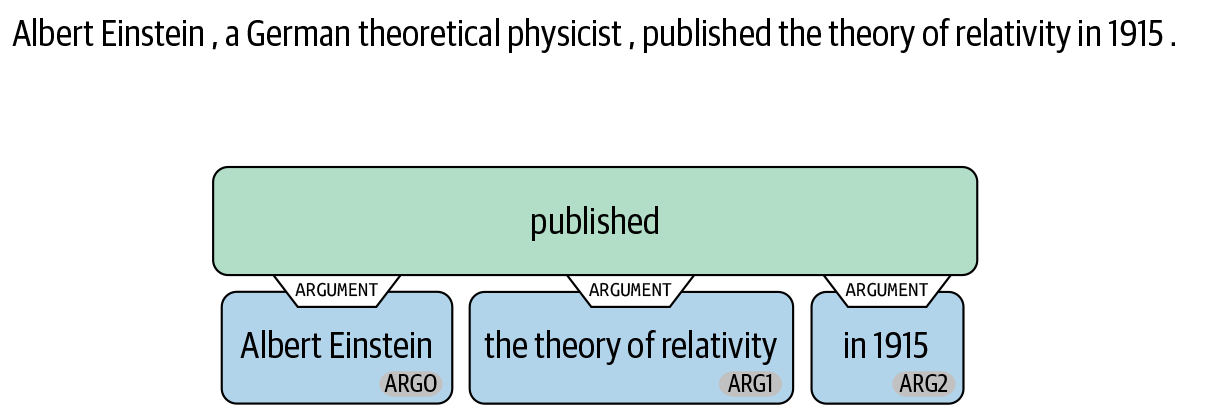 Albert Einstein , a German theoretical physicist , published the theory of relativity in 1915 .
published
ARGUMENT ARGUMENT ARGUMENT
Albert Einstein the theory of relativity in 1915
ARG0 ARG1 ARG2